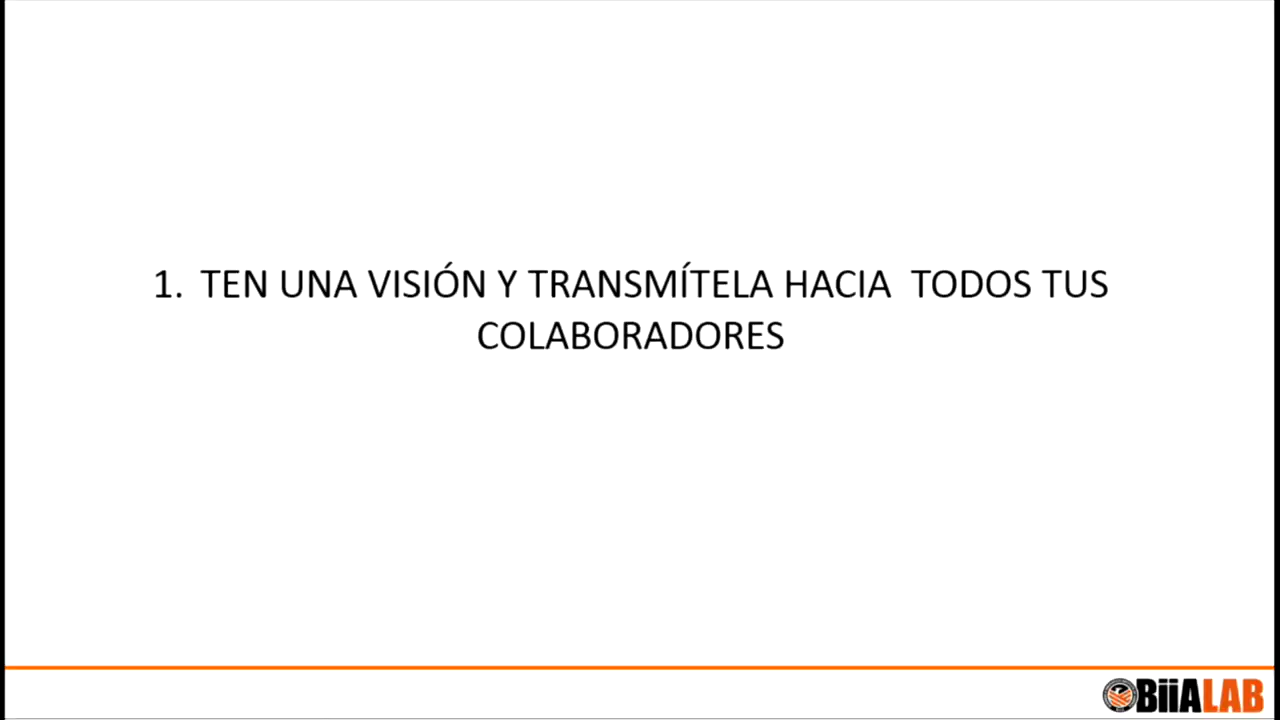 1. TEN UNA VISIÓN Y TRANSMÍTELA HACIA TODOS TUS
COLABORADORES
BiiALAB